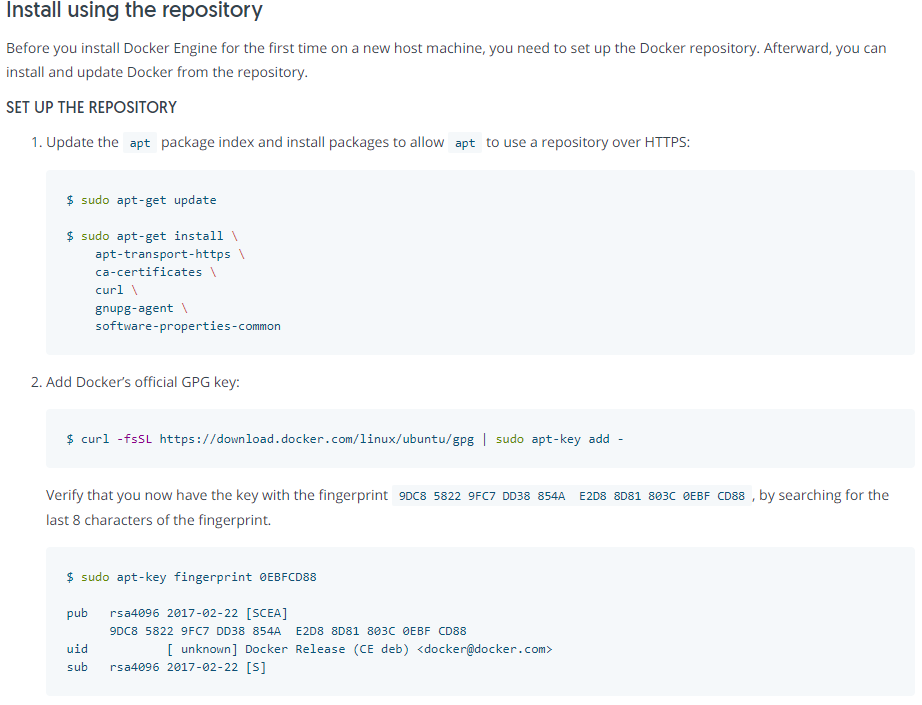 Install using the repository
Before you install Docker Engine for the first time on a new host machine, you need to set up the Docker repository. Afterward, you can
install and update Docker from the repository.
SET UP THE REPOSITORY
1. Update the apt package index and install packages to allow apt to use a repository over HTTPS:
$ sudo apt-get update
$ sudo apt-get install \
apt-transport-https \
ca-certificates \
curl \
gnupg-agent \
software-properties-common
2. Add Docker’s official GPG key:
$ curl -fsSL https://download.docker.com/linux/ubuntu/gpg | sudo apt-key add -
Verify that you now have the key with the fingerprint 9DC8 5822 9FC7 DD38 854A  E2D8 8D81 803C 0EBF CD88 , by searching for the
last 8 characters of the fingerprint.
$ sudo apt-key fingerprint 0EBFCD88
pub   rsa4096 2017-02-22 [SCEA]
9DC8 5822 9FC7 DD38 854A  E2D8 8D81 803C 0EBF CD88
uid           [ unknown] Docker Release (CE deb) <docker@docker.com>
sub   rsa4096 2017-02-22 [S]